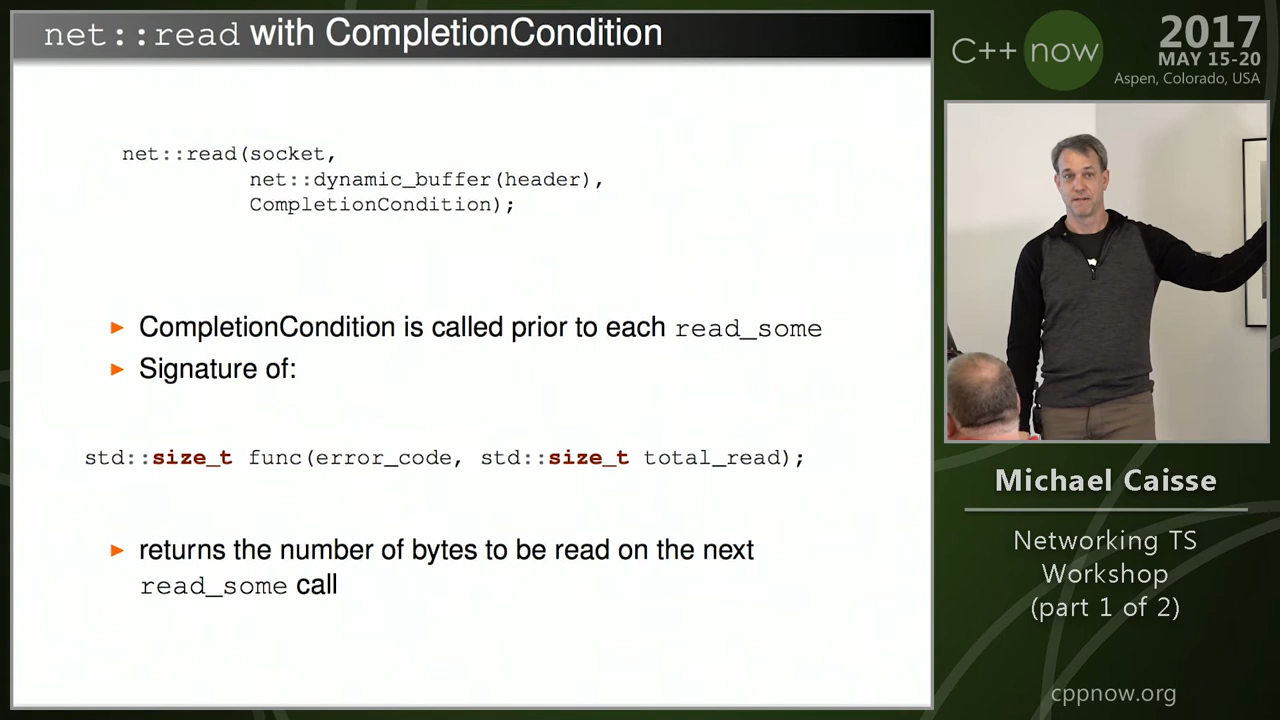 net::read with CompletionCondition
net::read(socket,
net::dynamic_buffer(header),
CompletionCondition);
► CompletionCondition is called prior to each read_some
► Signature of:
std::size_t func(error_code, std::size_t total_read);
► returns the number of bytes to be read on the next
read_some call
C++ now
2017
MAY 15-20
Aspen, Colorado, USA
Michael Caisse
Networking TS
Workshop
(part 1 of 2)
cppnow.org